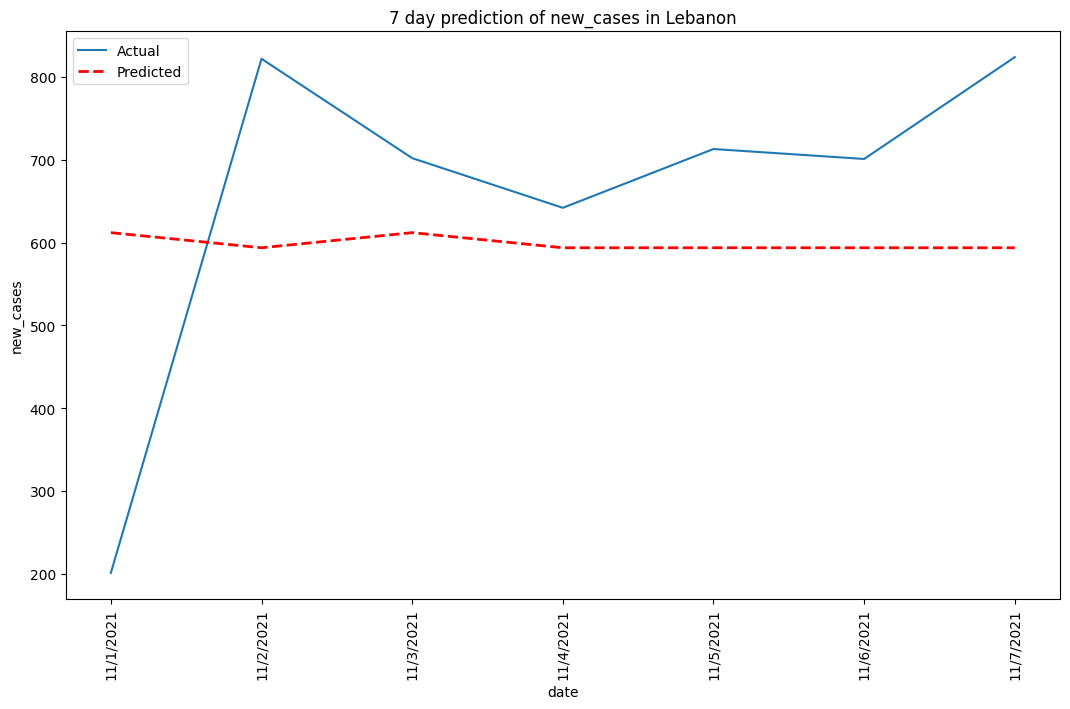 7 day prediction of new_cases in Lebanon
Actual
Predicted
800
700
600
500
400
300
200
new_cases
11/1/2021
11/2/2021
11/3/2021
11/4/2021
11/5/2021
11/6/2021
11/7/2021
date